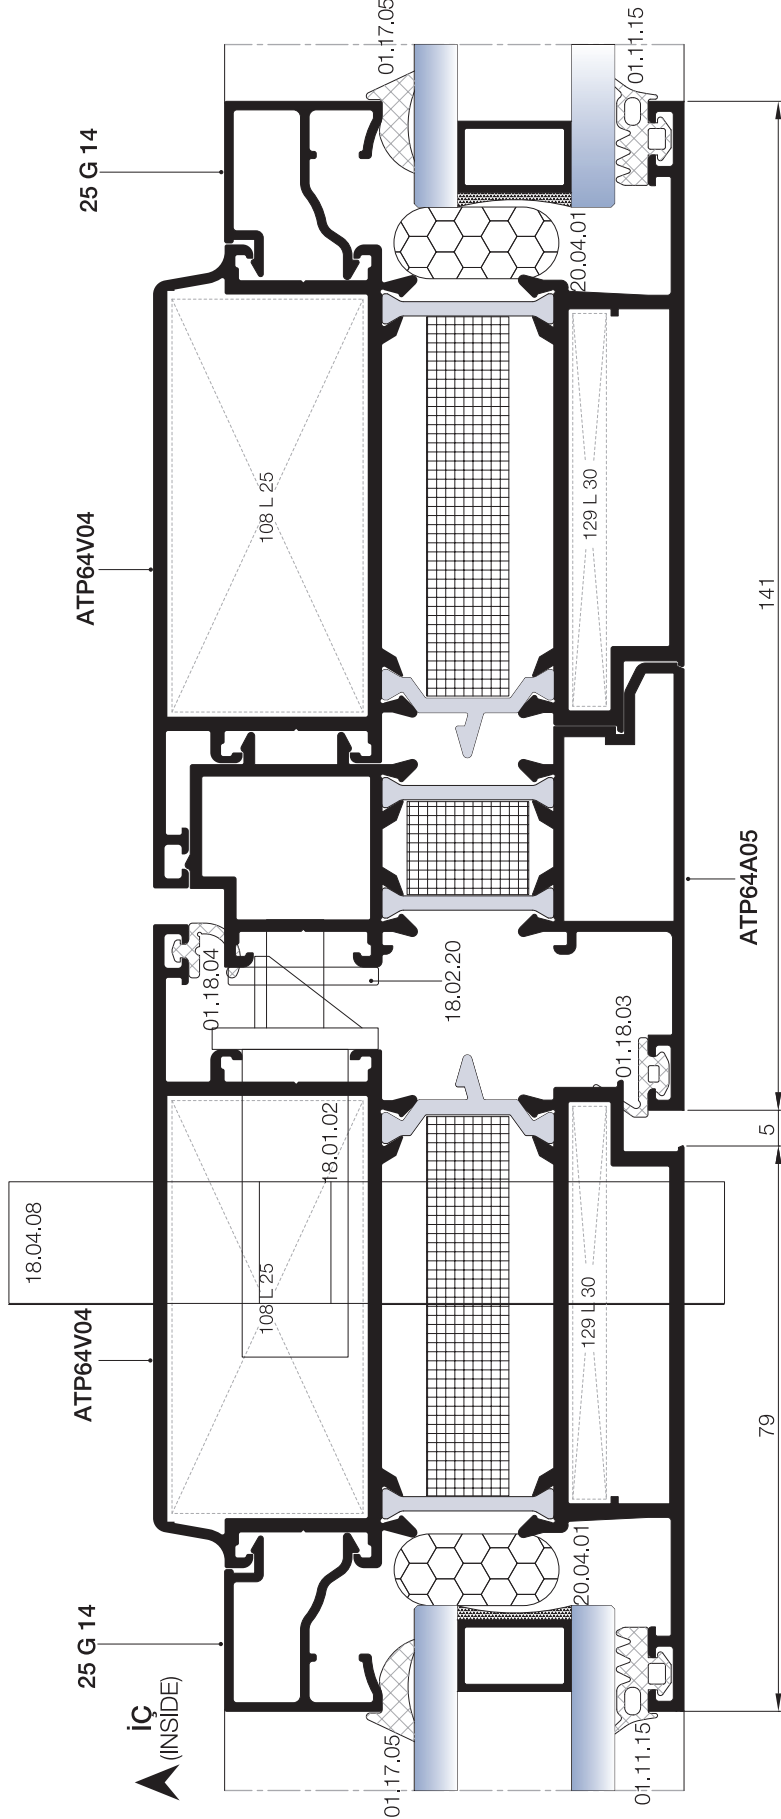 01.17.05
01.11.15
25 G 14
20.04.01
ATP64V04
108 L 25
129 L 30
141
ATP64A05
01.18.04
18.02.20
01.18.03
5
18.01.02
18.04.08
ATP64V04
108 L 25
129 L 30
79
20.04.01
25 G 14
İÇ
(INSIDE)
01.17.05
01.11.15